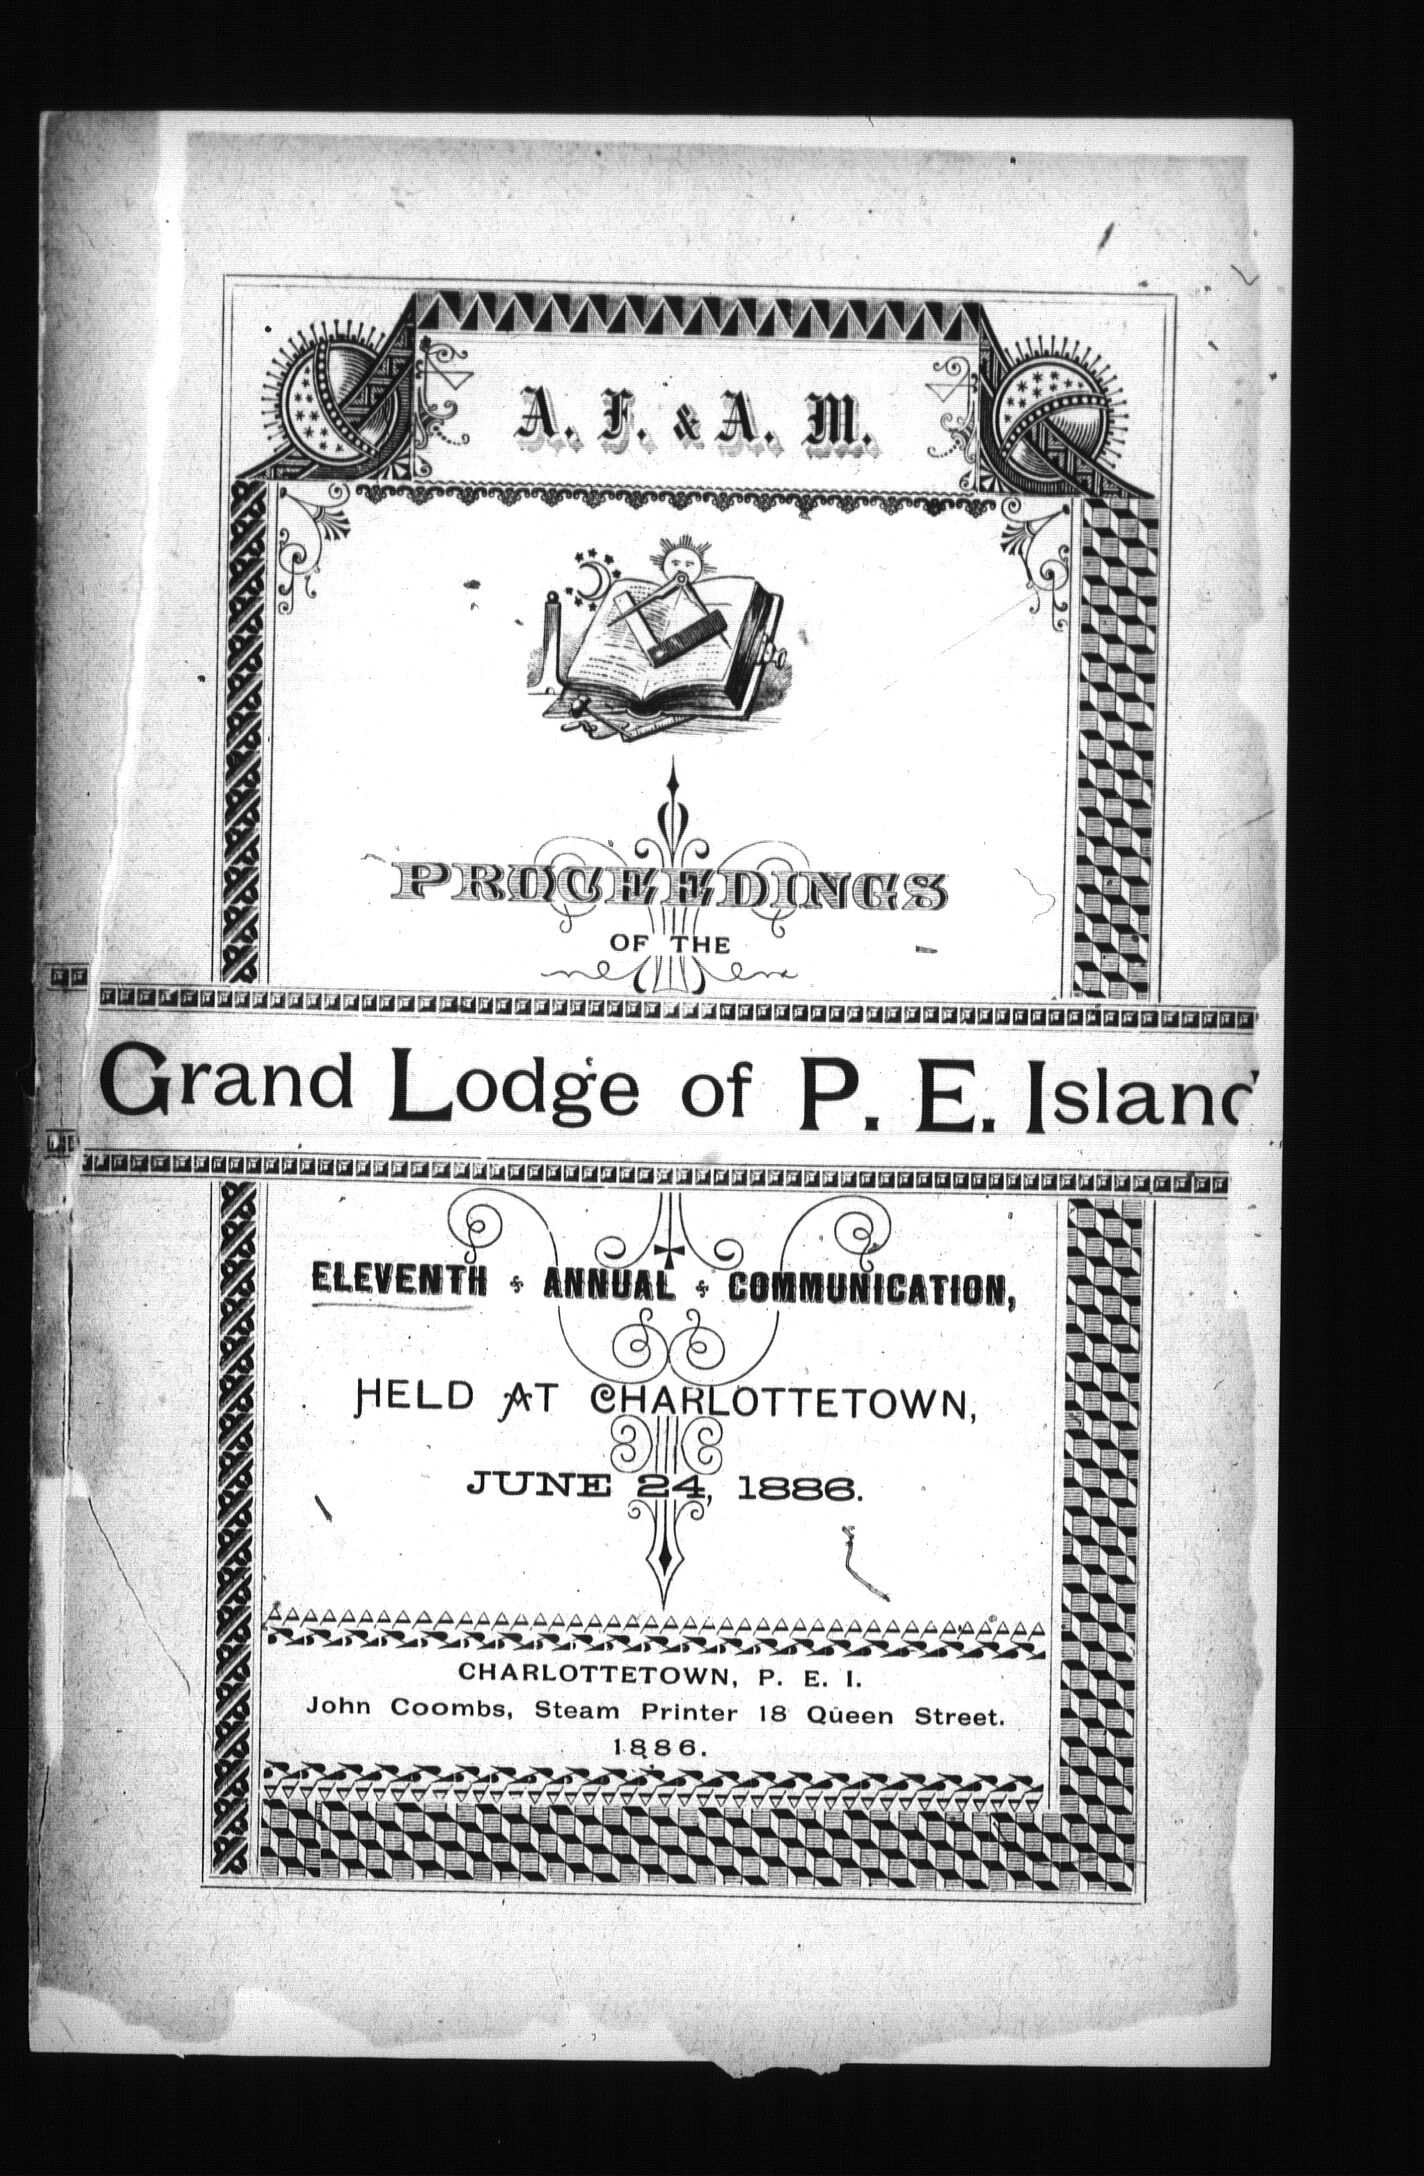 A. F. & A. M.
PROCEEDINGS
OF THE
Grand Lodge of P. E. Island
ELEVENTH ANNUAL COMMUNICATION,
HELD AT CHARLOTTETOWN,
JUNE 24, 1886.
CHARLOTTETOWN, P. E. I.
John Coombs, Steam Printer 18 Queen Street.
1886.